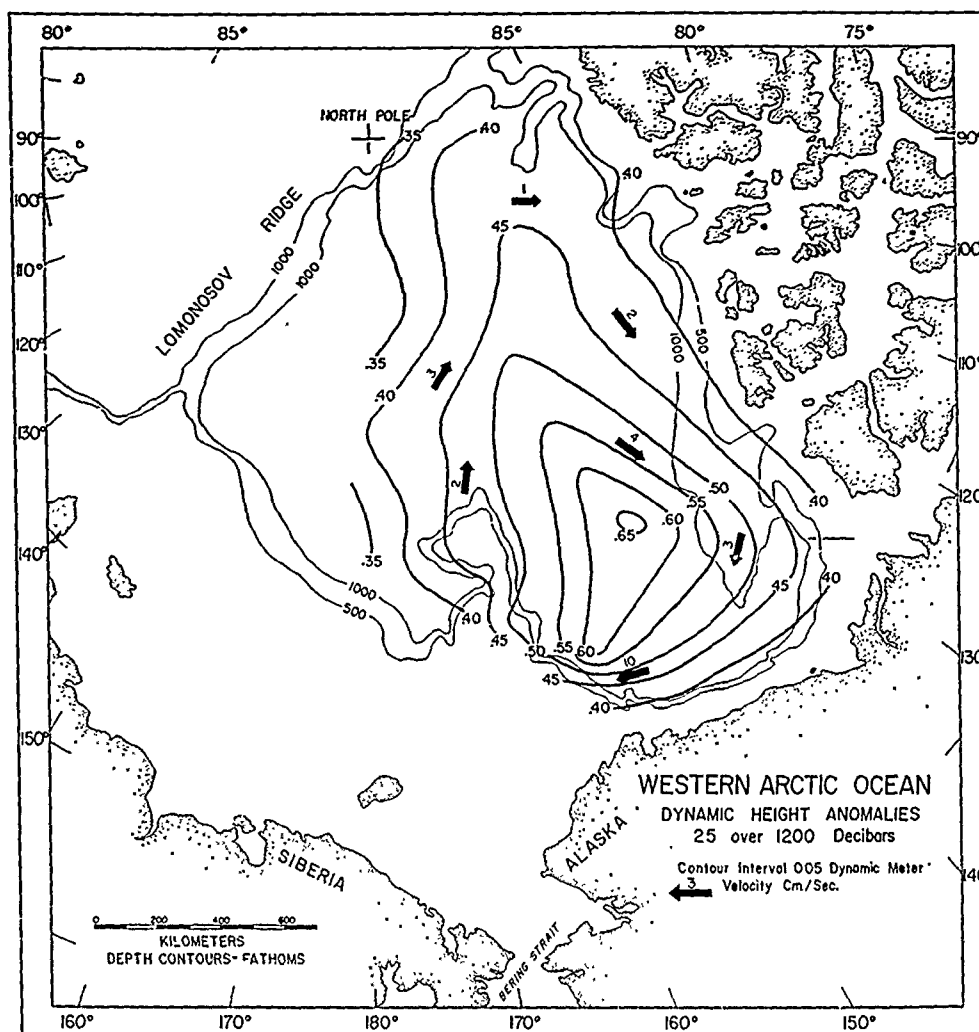 80° 85° 85° 80°
NORTH POLE
90° 90°
100° 100°
110° 110°
120° 120°
130° 130°
140° 140°
150°
LOMONOSOV RIDGE
1000
1000
.35
.40
.40
1
45
1000
500
2
3
.35
.40
2
4
.50
.55
.60
.65
3
.40
45
.40
.35
1000
500
.40
.45
.50
.55
.60
10
45
.40
WESTERN ARCTIC OCEAN
DYNAMIC HEIGHT ANOMALIES
25 over 1200 Decibars
Contour Interval 005 Dynamic Meter
3 Velocity Cm/Sec.
SIBERIA
ALASKA
BERING STRAIT
0 200 400 600
KILOMETERS
DEPTH CONTOURS-FATHOMS
160° 170° 180° 170° 160° 150°